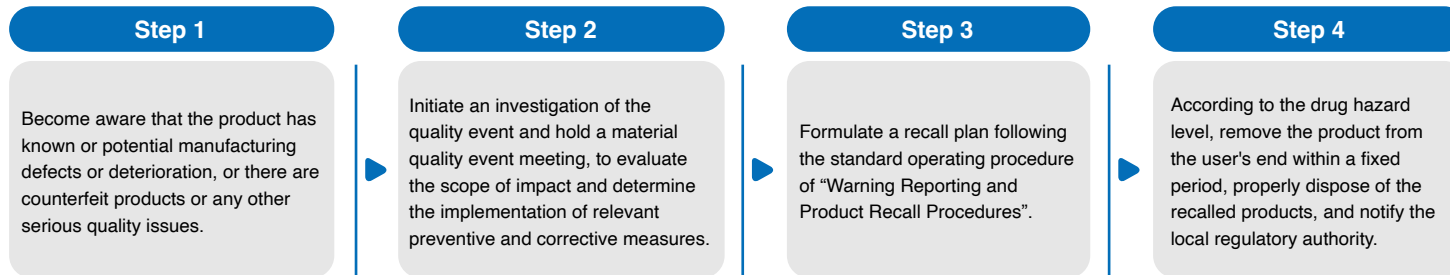 Step 1
Become aware that the product has
known or potential manufacturing
defects or deterioration, or there are
counterfeit products or any other
serious quality issues.
Step 2
Initiate an investigation of the
quality event and hold a material
quality event meeting, to evaluate
the scope of impact and determine
the implementation of relevant
preventive and corrective measures.
Step 3
Formulate a recall plan following
the standard operating procedure
of “Warning Reporting and
Product Recall Procedures”.
Step 4
According to the drug hazard
level, remove the product from
the user's end within a fixed
period, properly dispose of the
recalled products, and notify the
local regulatory authority.